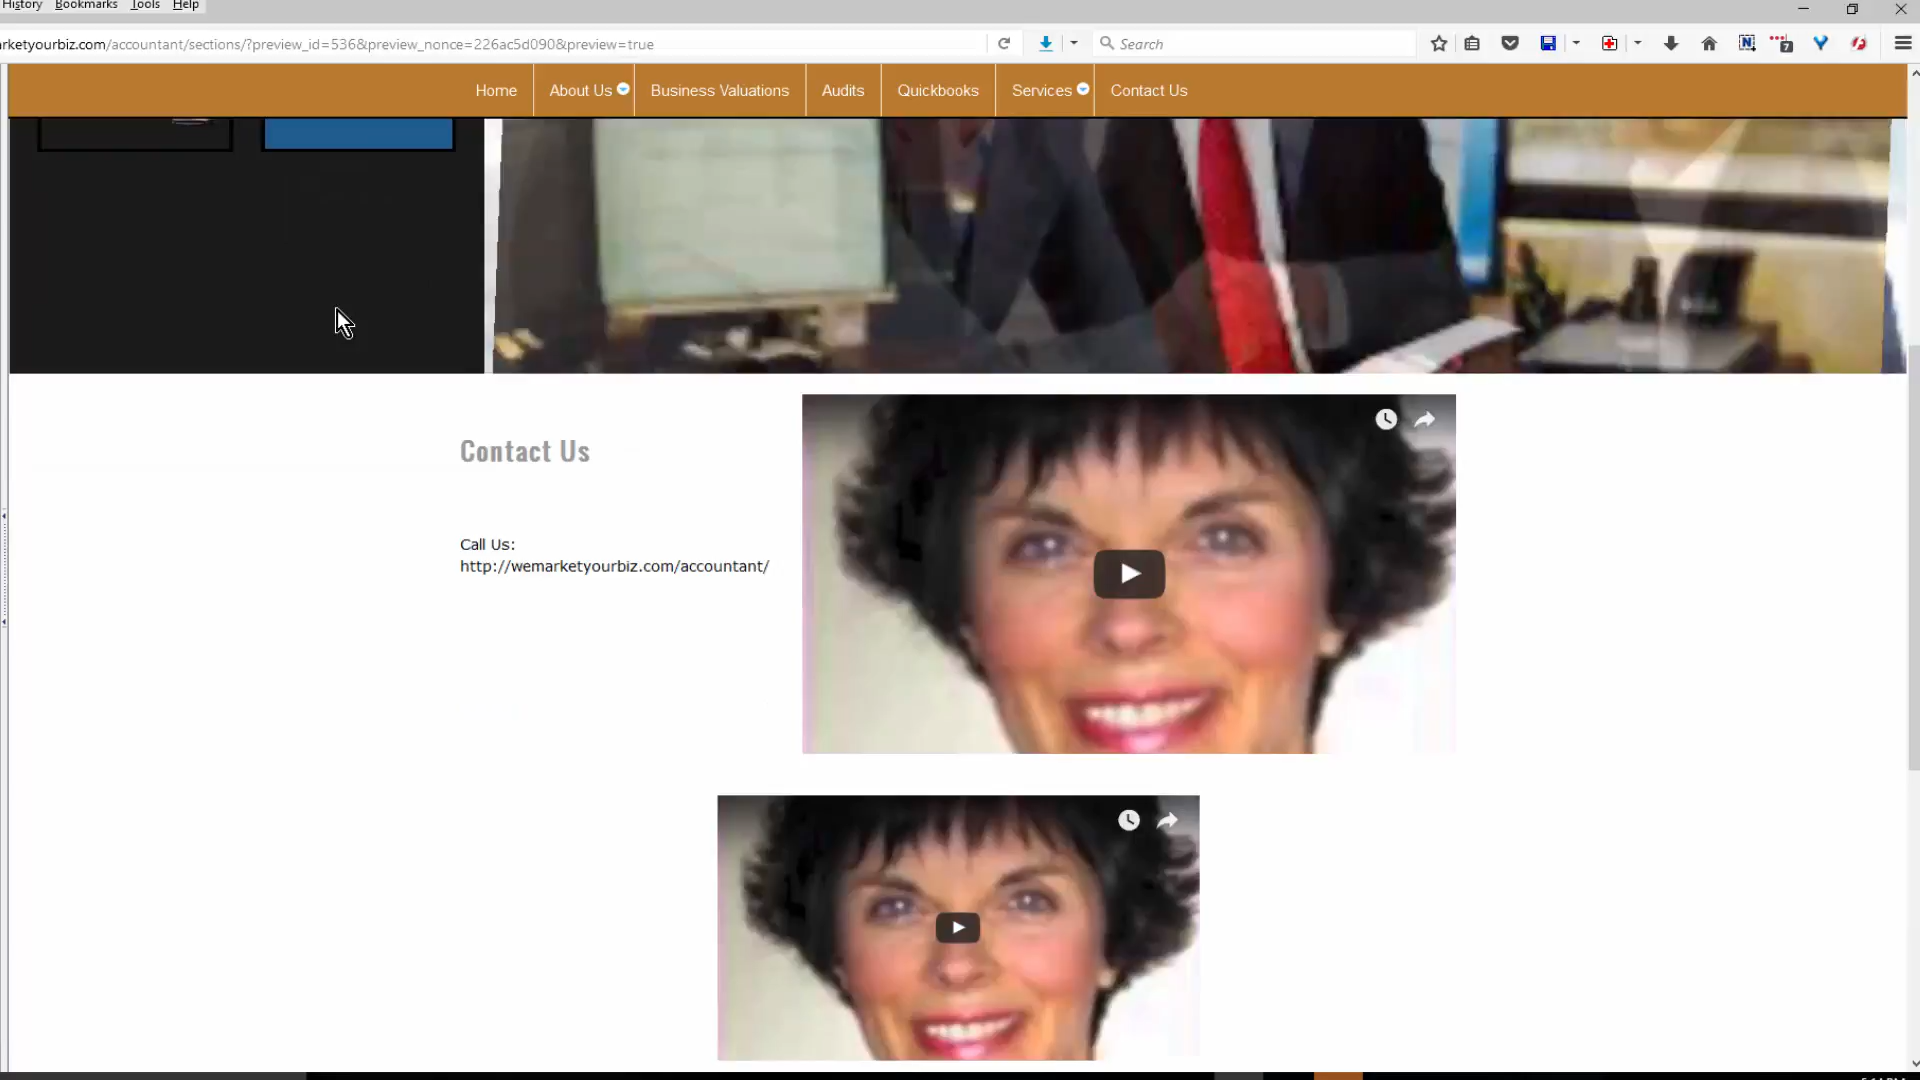 History Bookmarks Tools Help
rketyourbiz.com/accountant/sections/?preview_id=536&preview_nonce=226ac5d090&preview=true
Search
7
Home About Us Business Valuations Audits Quickbooks Services Contact Us
Contact Us
Call Us:
http://wemarketyourbiz.com/accountant/